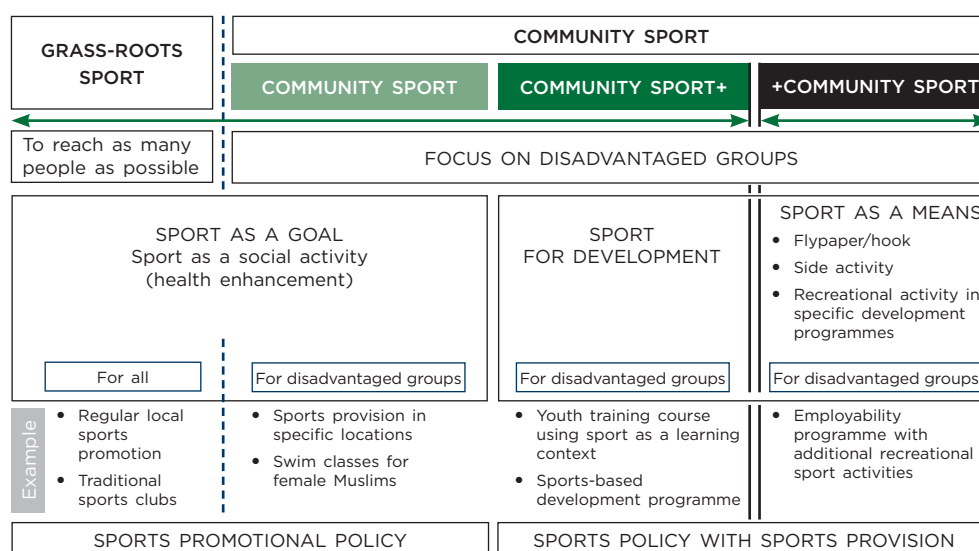 GRASS-ROOTS
SPORT
COMMUNITY SPORT
COMMUNITY SPORT
COMMUNITY SPORT+
+COMMUNITY SPORT
To reach as many
people as possible
FOCUS ON DISADVANTAGED GROUPS
SPORT AS A GOAL
Sport as a social activity
(health enhancement)
SPORT
FOR DEVELOPMENT
SPORT AS A MEANS
• Flypaper/hook
• Side activity
• Recreational activity in
specific development
programmes
For all
For disadvantaged groups
For disadvantaged groups
For disadvantaged groups
Example
• Regular local
sports
promotion
• Traditional
sports clubs
• Sports provision in
specific locations
• Swim classes for
female Muslims
• Youth training course
using sport as a learning
context
• Sports-based
development programme
• Employability
programme with
additional recreational
sport activities
SPORTS PROMOTIONAL POLICY
SPORTS POLICY WITH SPORTS PROVISION